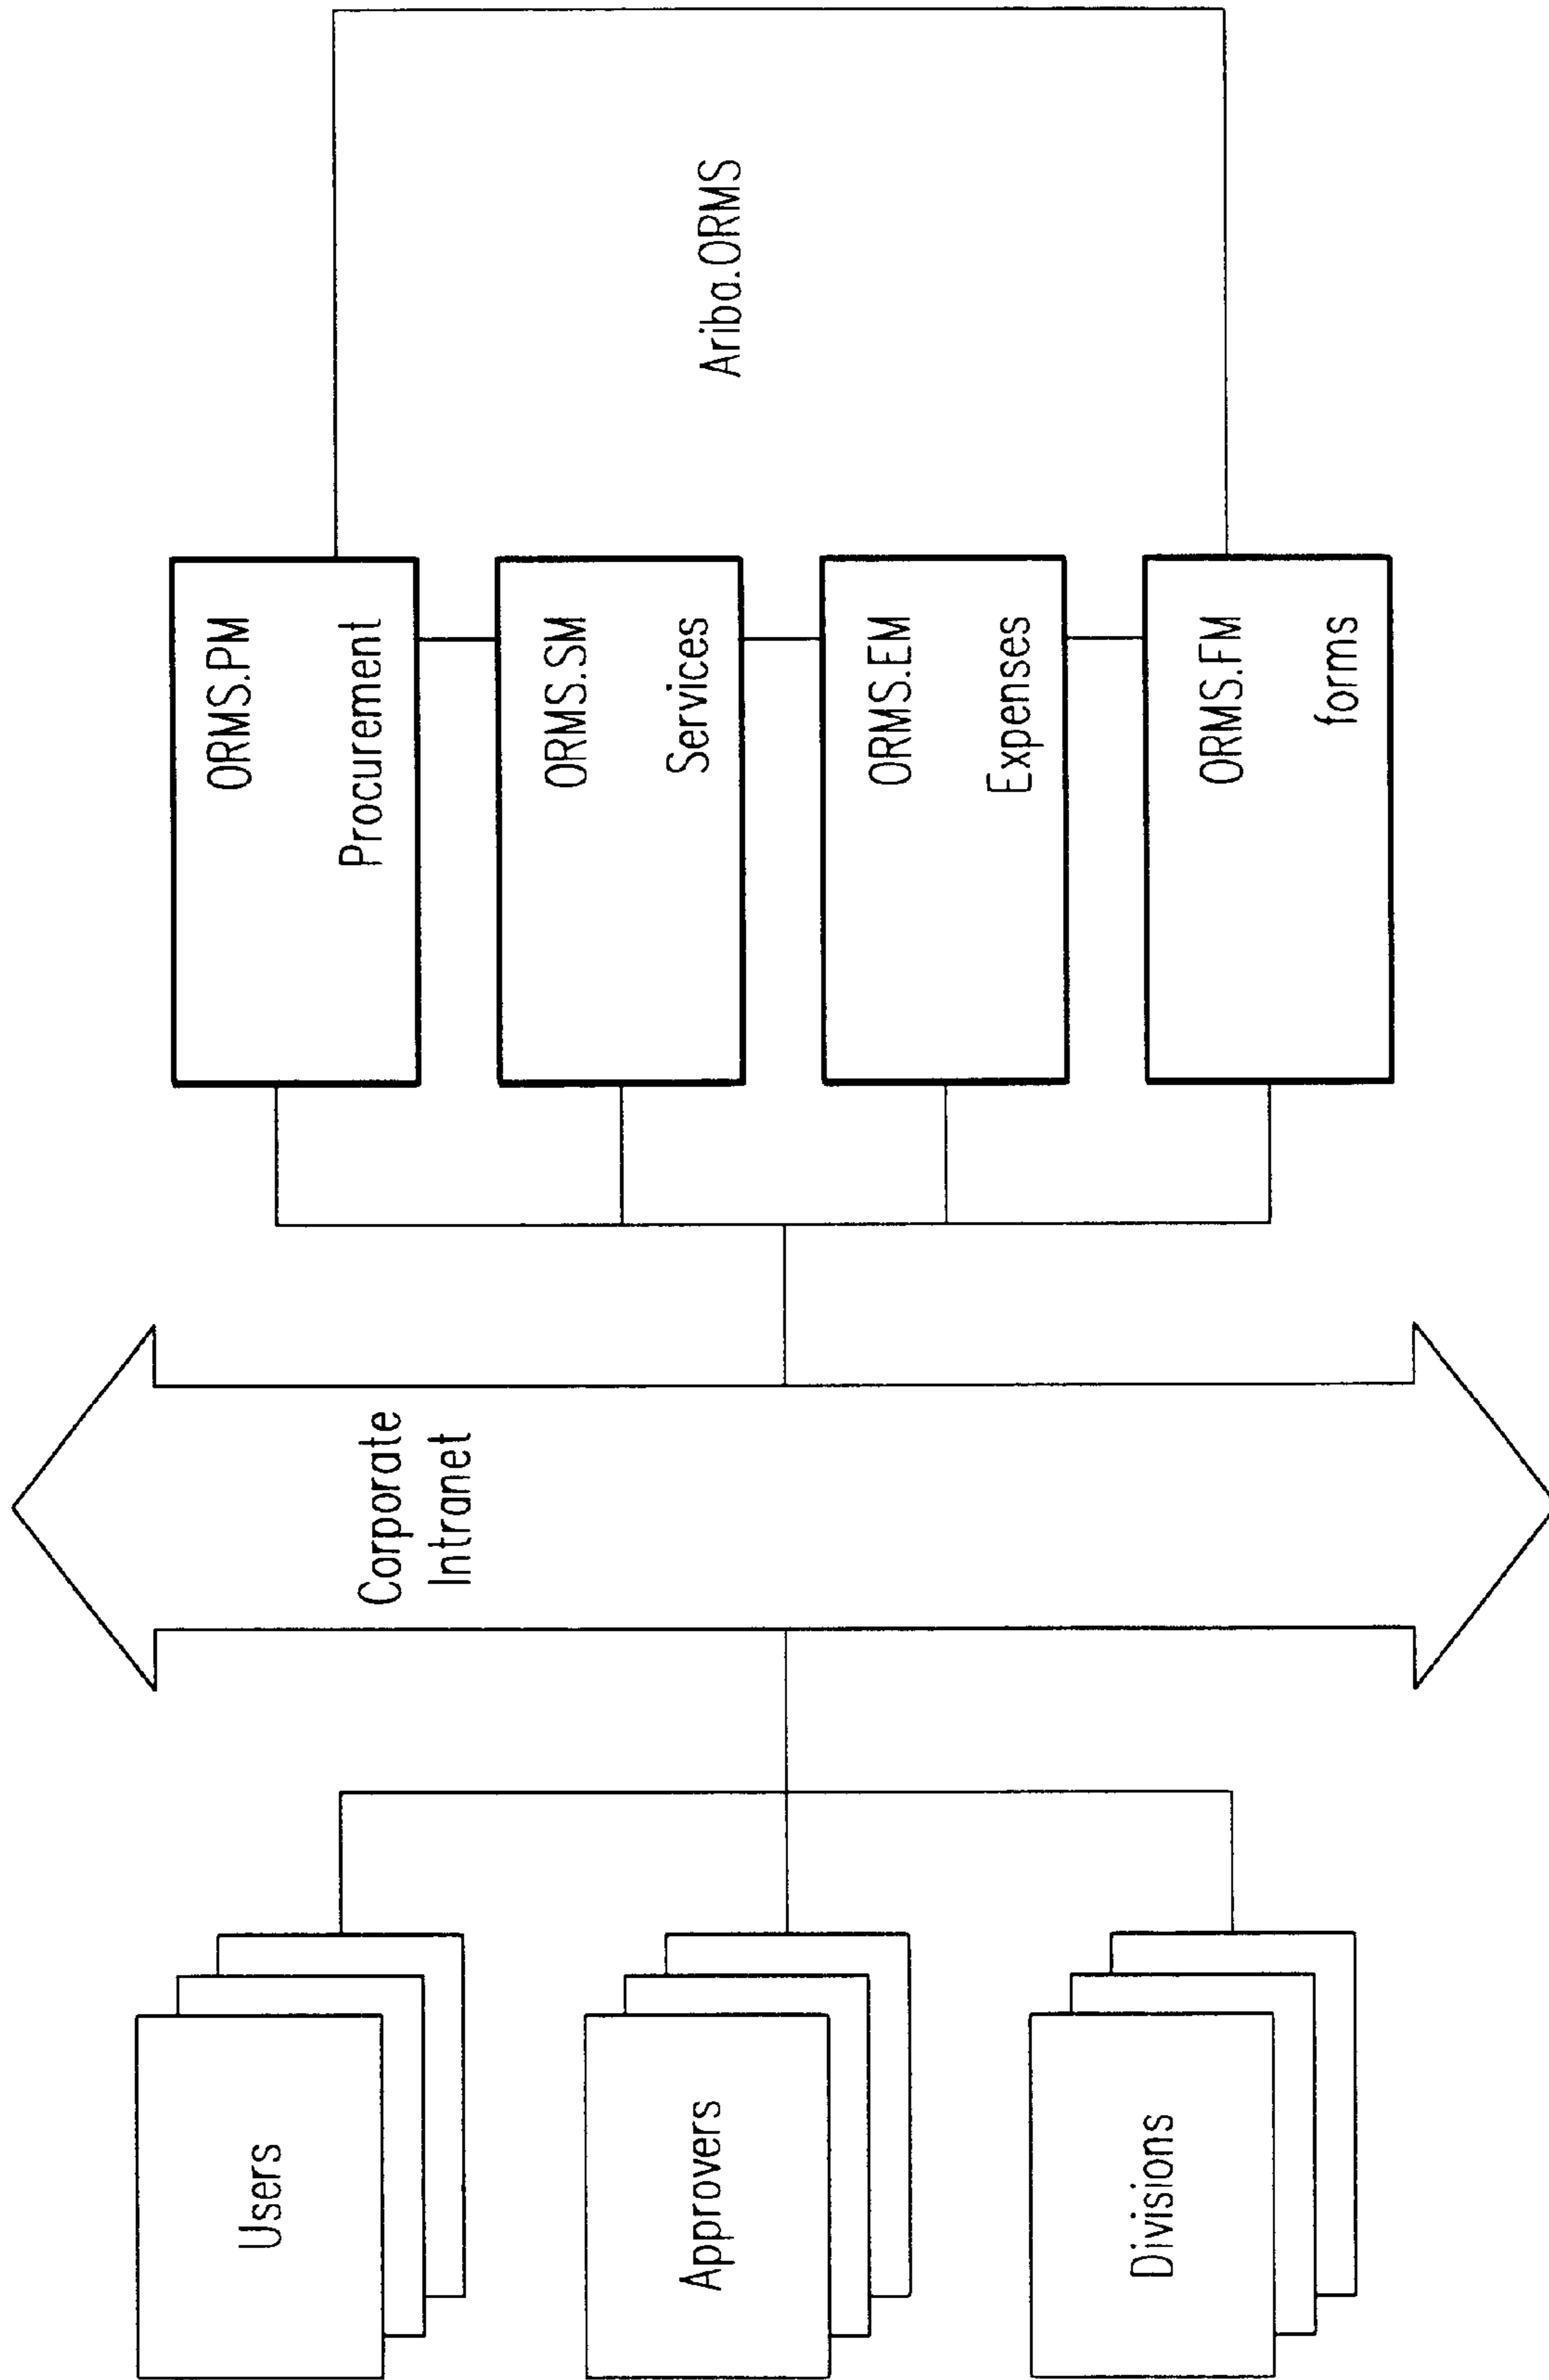 Users
Approvers
Divisions
Corporate
Intranet
ORMS.PM
Procurement
ORMS.SM
Services
ORMS.EM
Expenses
ORMS.FM
forms
Ariba.ORMS